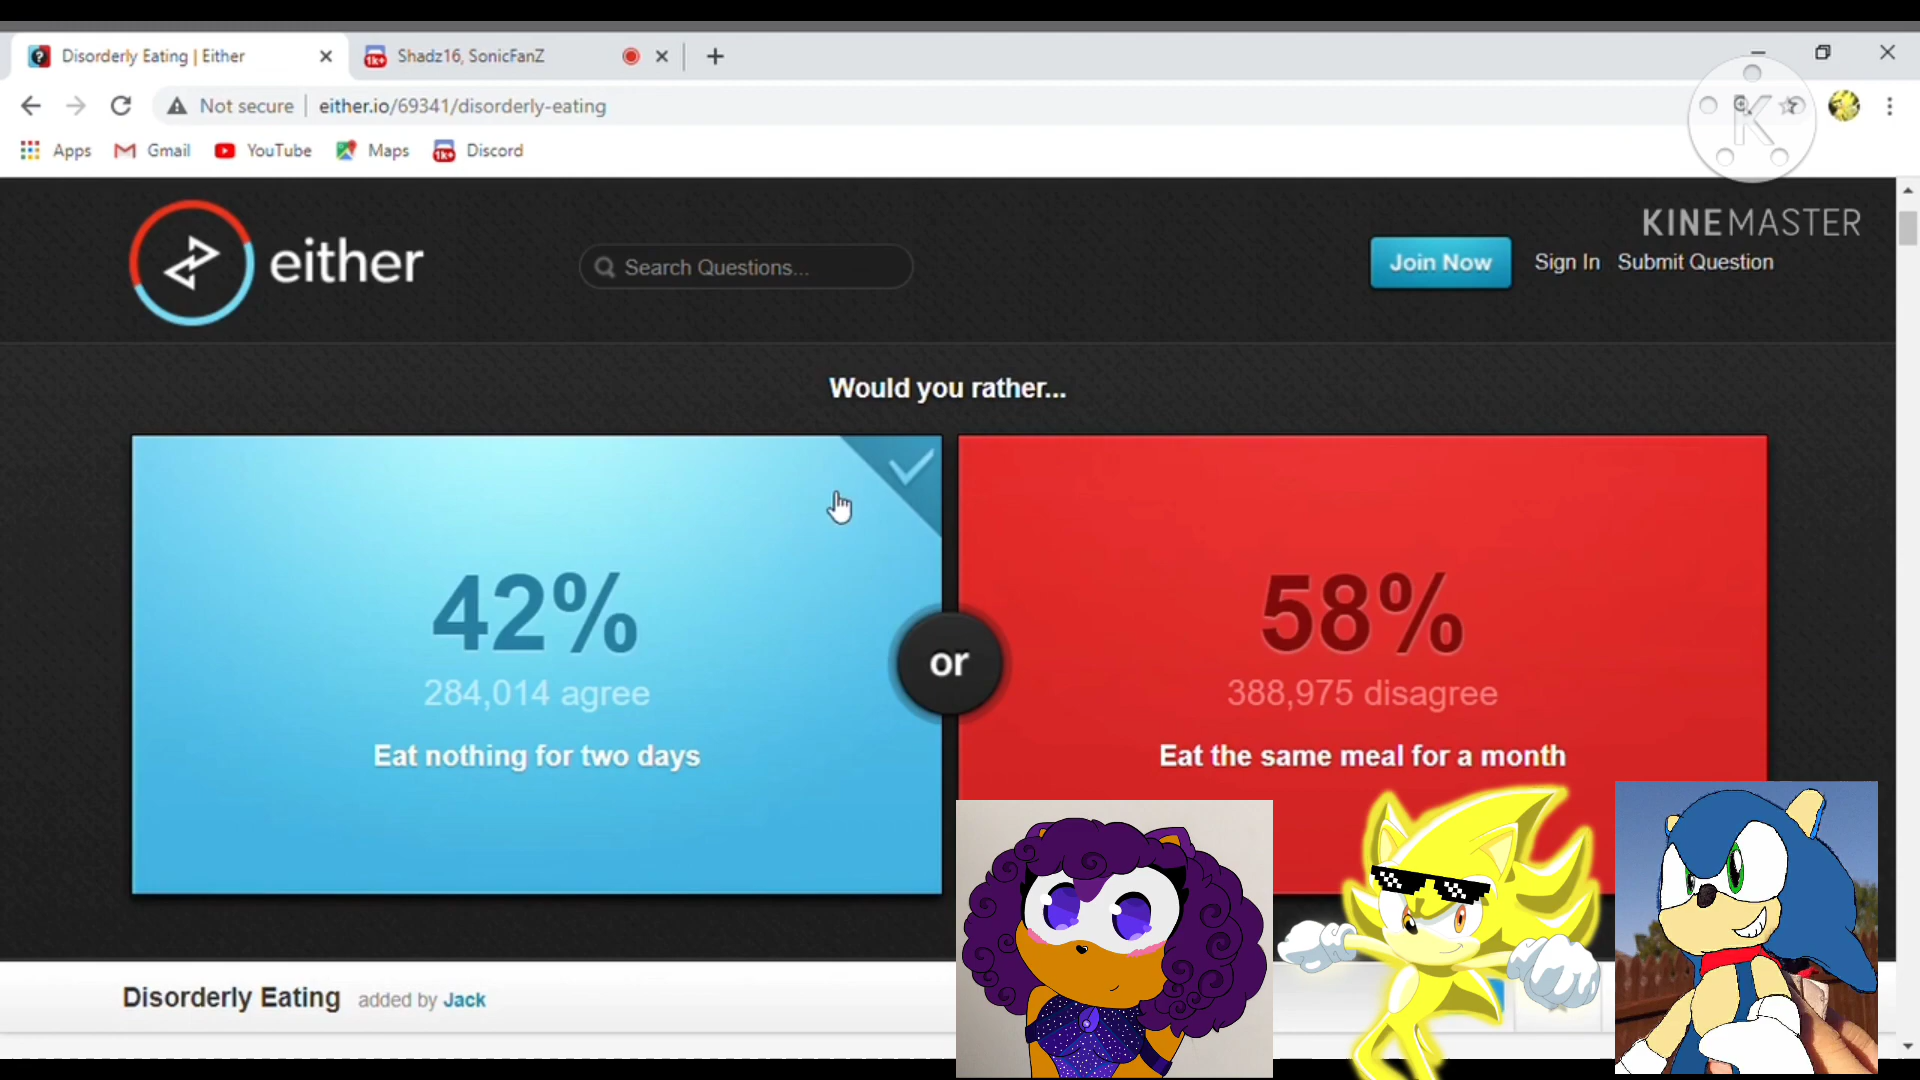 Disorderly Eating | Either
1k+ Shadz16, SonicFanZ
Not secure either.io/69341/disorderly-eating
K
Apps Gmail YouTube Maps 1k+ Discord
KINEMASTER
either
Search Questions...
Join Now Sign In Submit Question
Would you rather...
42%
284,014 agree
Eat nothing for two days
or
58%
388,975 disagree
Eat the same meal for a month
Disorderly Eating added by Jack